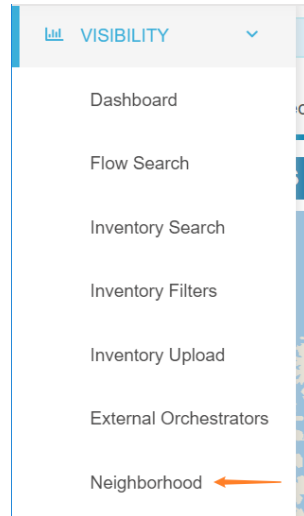 VISIBILITY
Dashboard
Flow Search
Inventory Search
Inventory Filters
Inventory Upload
External Orchestrators
Neighborhood